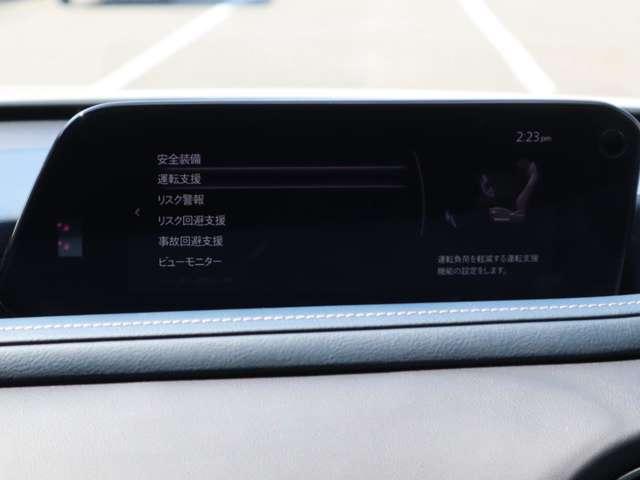 2:23pm
安全装備
運転支援
リスク警報
リスク回避支援
事故回避支援
ビューモニター
運転負荷を軽減する運転支援
機能の設定をします。